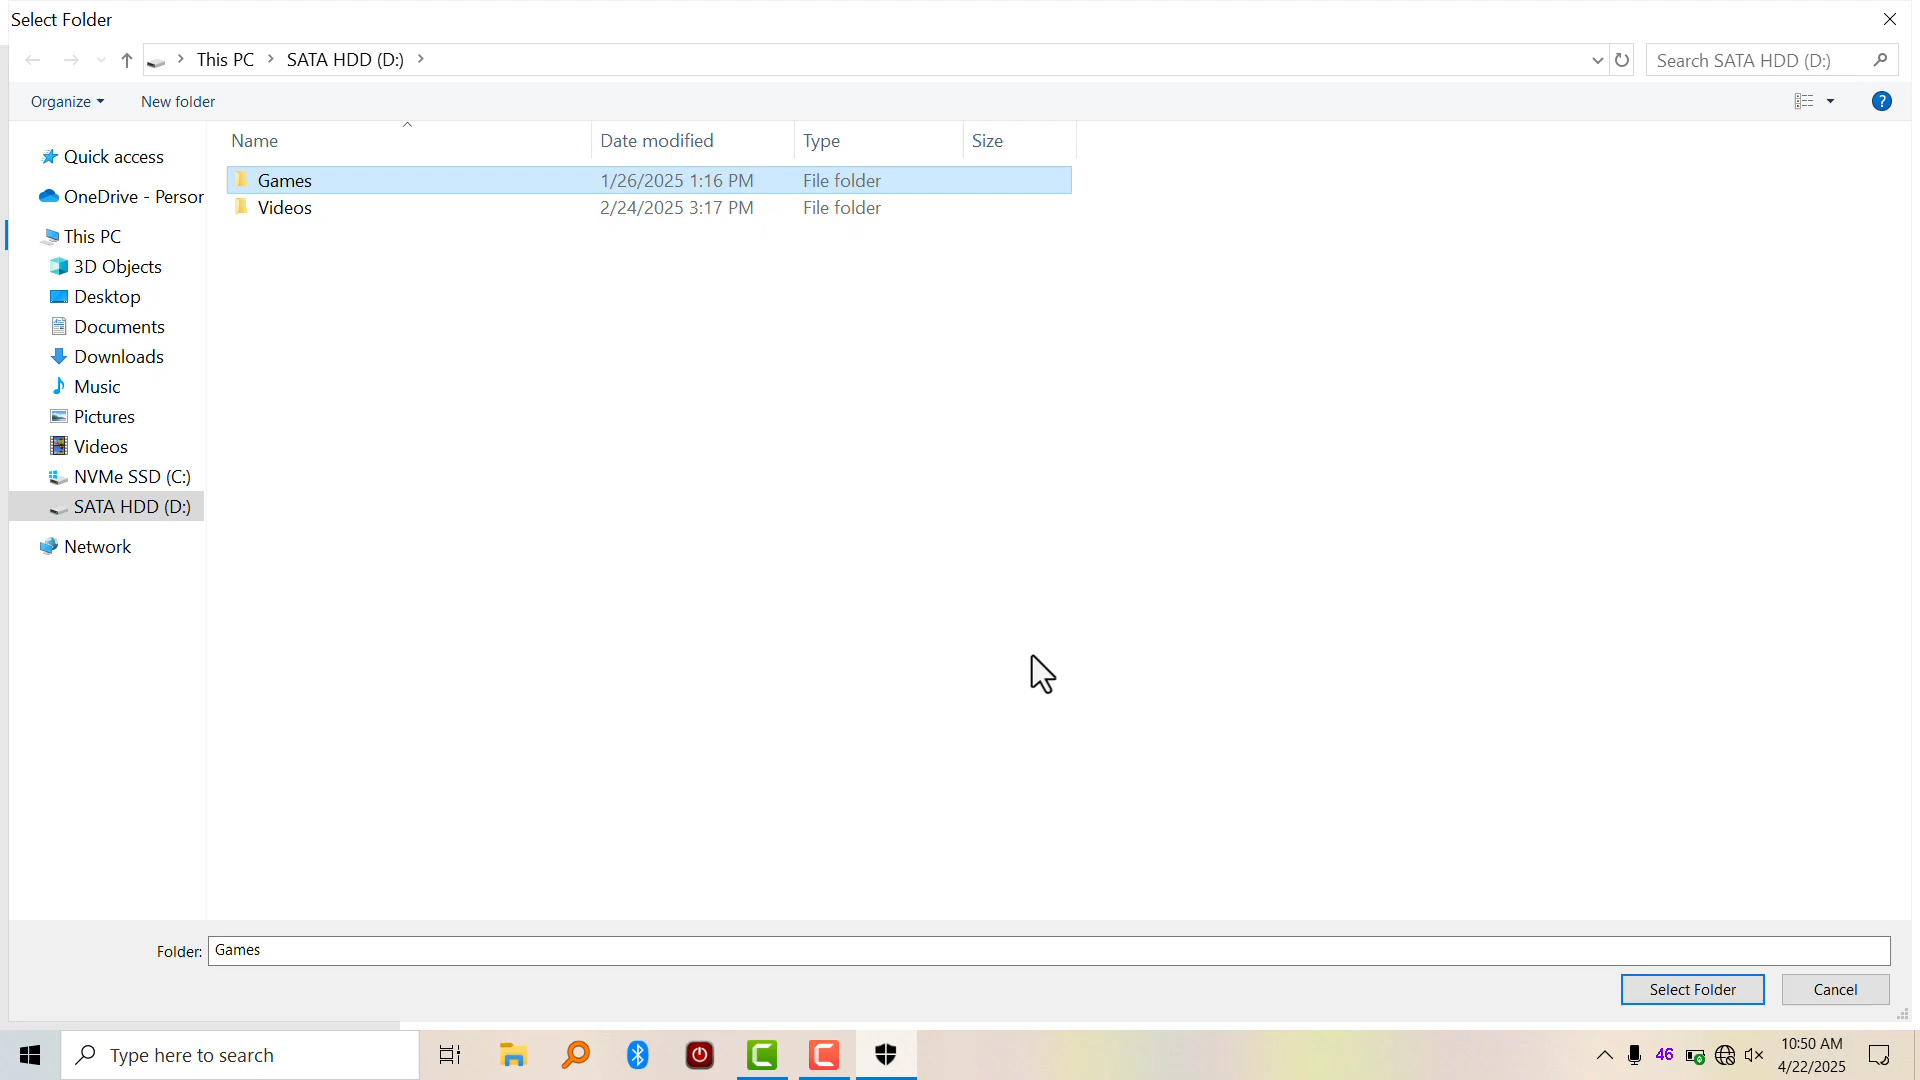 Select Folder
This PC
SATA HDD (D:)
Search SATA HDD (D:)
Organize
New folder
?
Name
Date modified
Type
Size
Games
1/26/2025 1:16 PM
File folder
Videos
2/24/2025 3:17 PM
File folder
Quick access
OneDrive - Person
This PC
3D Objects
Desktop
Documents
Downloads
Music
Pictures
Videos
NVMe SSD (C:)
SATA HDD (D:)
Network
Folder:
Games
Select Folder
Cancel
Type here to search
46
10:50 AM
4/22/2025